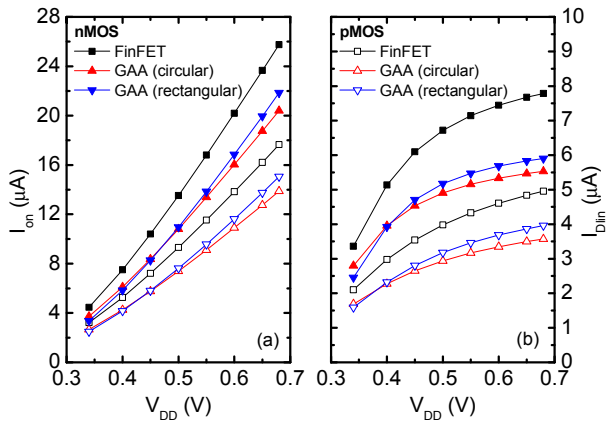 nMOS
FinFET
GAA (circular)
GAA (rectangular)
28
24
20
16
12
8
4
0
I_on (μA)
0.3 0.4 0.5 0.6 0.7
V_DD (V)
(a)
pMOS
FinFET
GAA (circular)
GAA (rectangular)
10
9
8
7
6
5
4
3
2
1
0
I_Dlin (μA)
0.3 0.4 0.5 0.6 0.7
V_DD (V)
(b)